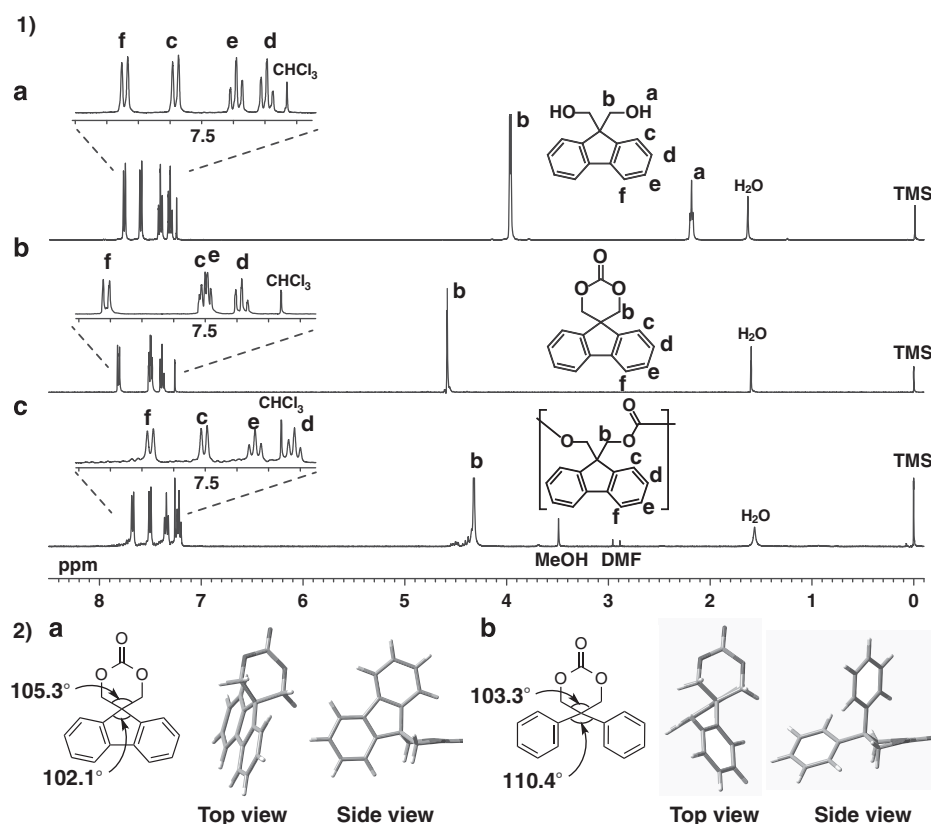 1)
f c e d CHCl₃
a
7.5
b a
HO OH
b
c
d
e
f
a
H₂O
TMS
b
f c e d CHCl₃
7.5
b
O
O O
b
c
d
e
f
H₂O
TMS
c
f c e CHCl₃ d
7.5
b
O
O b O
c
d
e
f
MeOH DMF
H₂O
TMS
ppm
8 7 6 5 4 3 2 1 0
2) a b
O
O O
105.3°
102.1°
Top view Side view
O
O O
103.3°
110.4°
Top view Side view